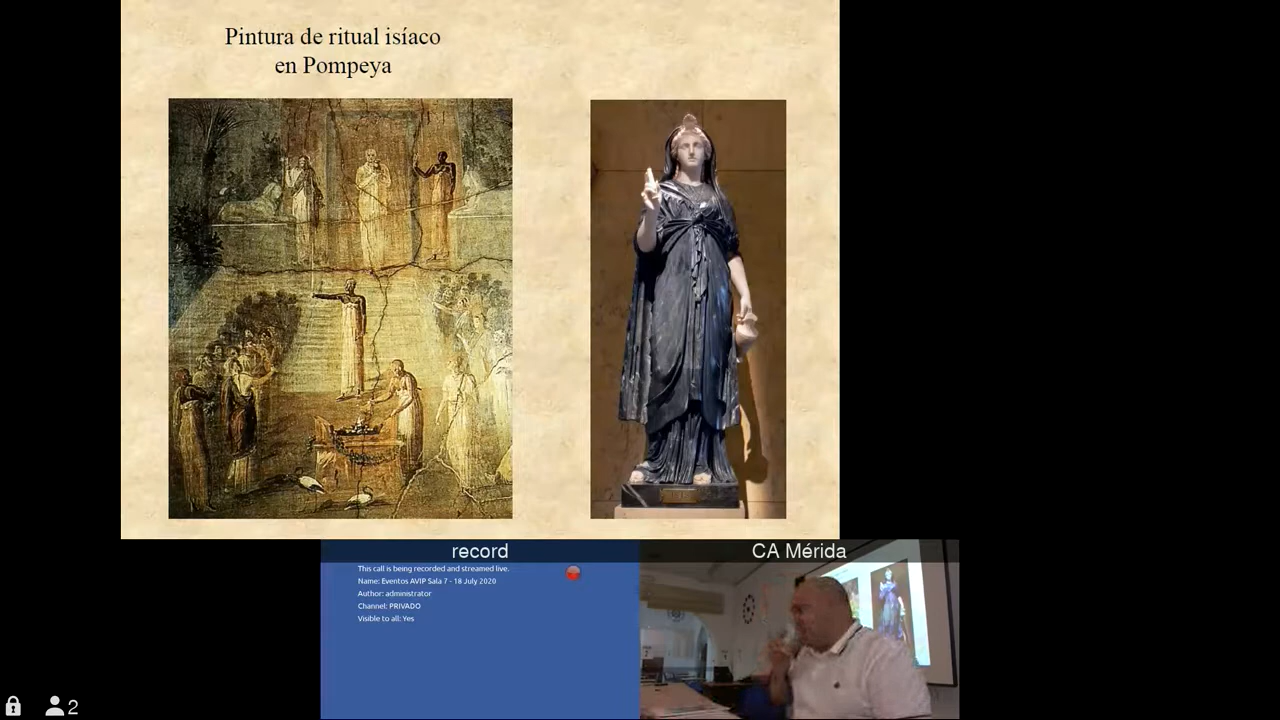 Pintura de ritual isíaco
en Pompeya
record
CA Mérida
This call is being recorded and streamed live.
Name: Eventos AVIP Sala 7 - 18 July 2020
Author: administrator
Channel: PRIVADO
Visible to all: Yes
2